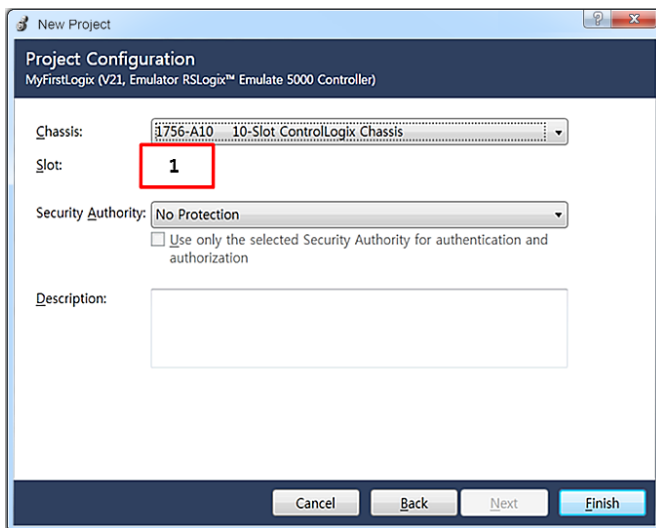 New Project
Project Configuration
MyFirstLogix (V21, Emulator RSLogix™ Emulate 5000 Controller)
Chassis: 1756-A10 10-Slot ControlLogix Chassis
Slot: 1
Security Authority: No Protection
Use only the selected Security Authority for authentication and
authorization
Description:
Cancel Back Next Finish